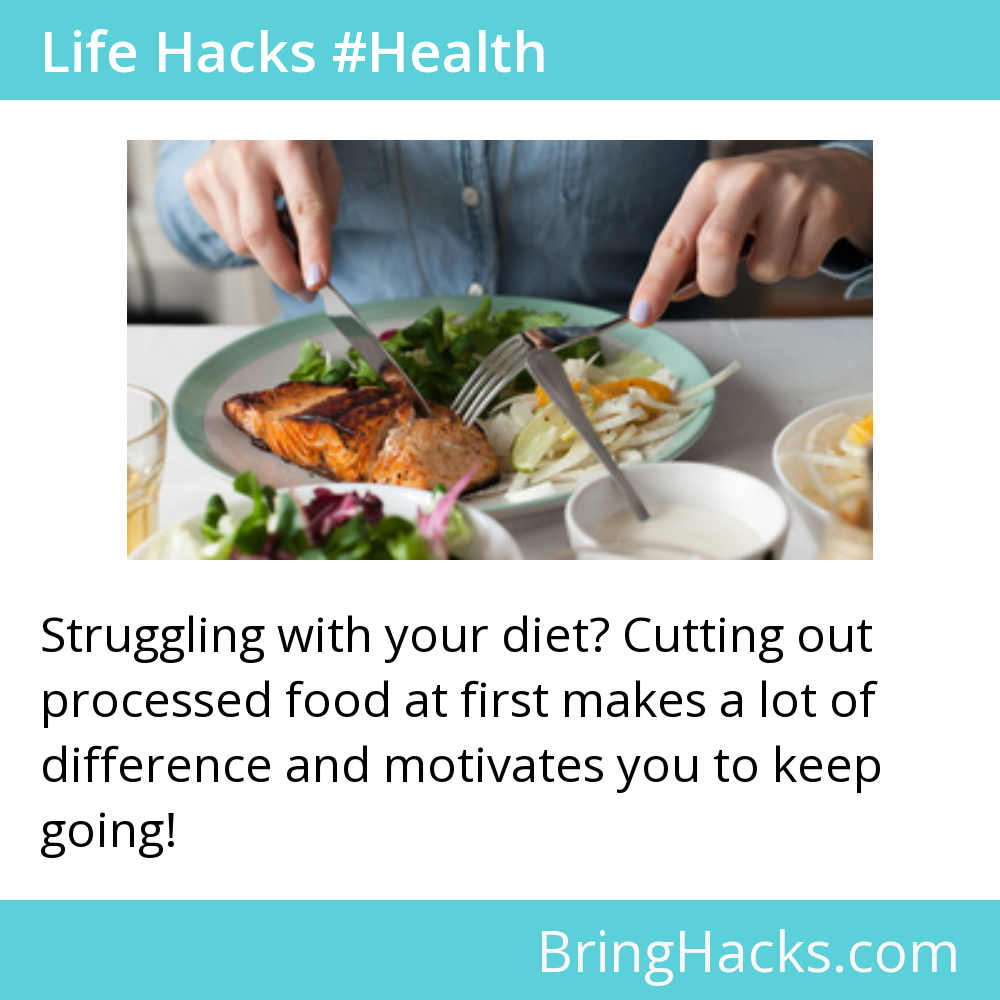 Life Hacks #Health
Struggling with your diet? Cutting out
processed food at first makes a lot of
difference and motivates you to keep
going!
BringHacks.com